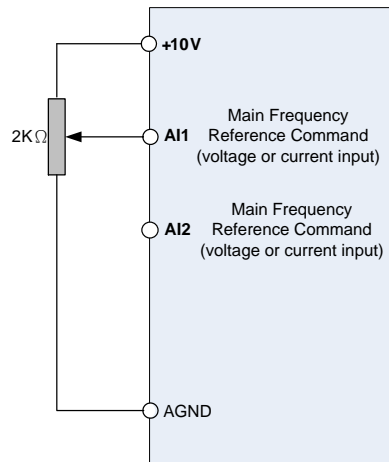 +10V
2KΩ
AI1
Main Frequency
Reference Command
(voltage or current input)
AI2
Main Frequency
Reference Command
(voltage or current input)
AGND